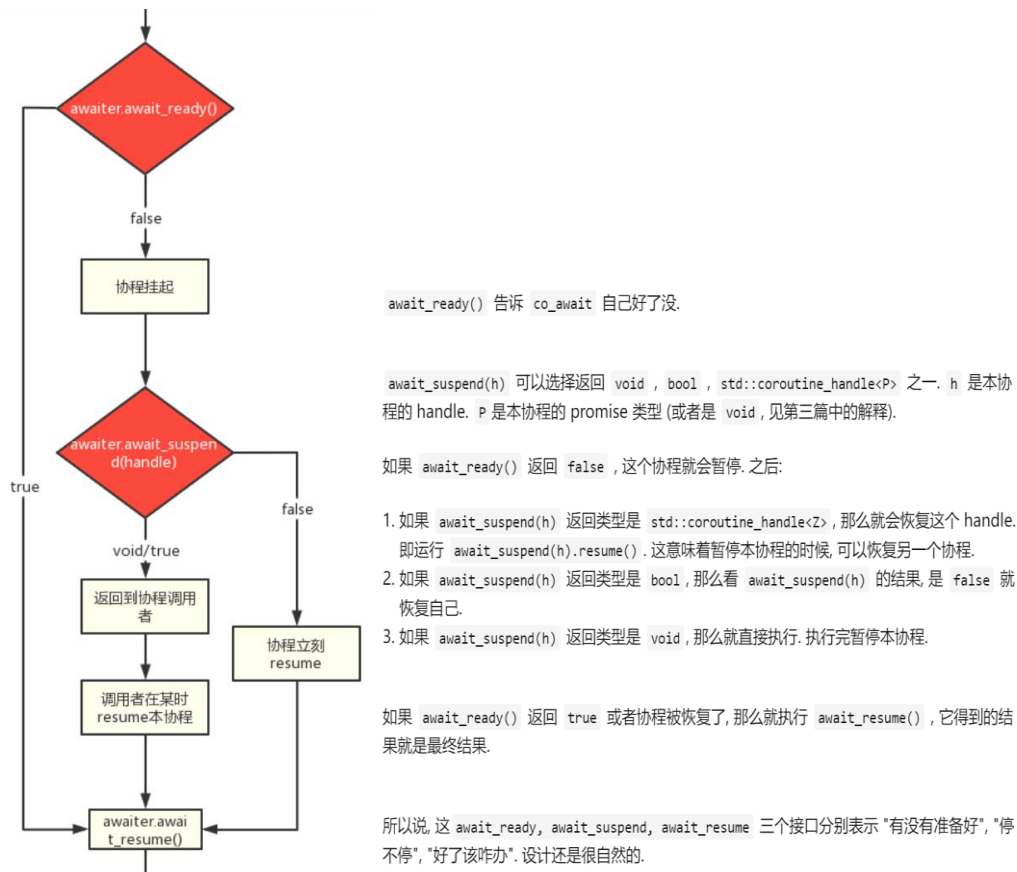 awaiter.await_ready()
false
协程挂起
awaiter.await_suspen
d(handle)
true
false
void/true
返回到协程调用
者
协程立刻
resume
调用者在某时
resume本协程
awaiter.awai
t_resume()
await_ready() 告诉 co_await 自己好了没.
await_suspend(h) 可以选择返回 void , bool , std::coroutine_handle<P> 之一. h 是本协
程的 handle. P 是本协程的 promise 类型 (或者是 void , 见第三篇中的解释).
如果 await_ready() 返回 false , 这个协程就会暂停. 之后:
1. 如果 await_suspend(h) 返回类型是 std::coroutine_handle<Z> , 那么就会恢复这个 handle.
即运行 await_suspend(h).resume() . 这意味着暂停本协程的时候, 可以恢复另一个协程.
2. 如果 await_suspend(h) 返回类型是 bool , 那么看 await_suspend(h) 的结果, 是 false 就
恢复自己.
3. 如果 await_suspend(h) 返回类型是 void , 那么就直接执行. 执行完暂停本协程.
如果 await_ready() 返回 true 或者协程被恢复了, 那么就执行 await_resume() , 它得到的结
果就是最终结果.
所以说, 这 await_ready, await_suspend, await_resume 三个接口分别表示 "有没有准备好", "停
不停", "好了该咋办". 设计还是很自然的.